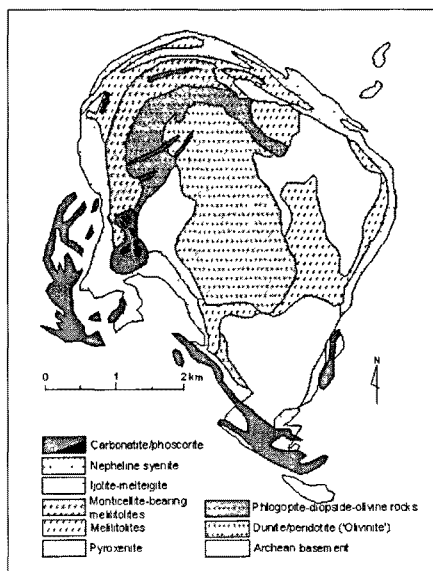 N
0 1 2 km
Carbonatite/phoscorite
Nepheline syenite
Ijolite-melteigite
Monticellite-bearing
melilitolites
Melilitolites
Pyroxenite
Phlogopite-diopside-olivine rocks
Dunite/peridotite ('Olivinite')
Archean basement